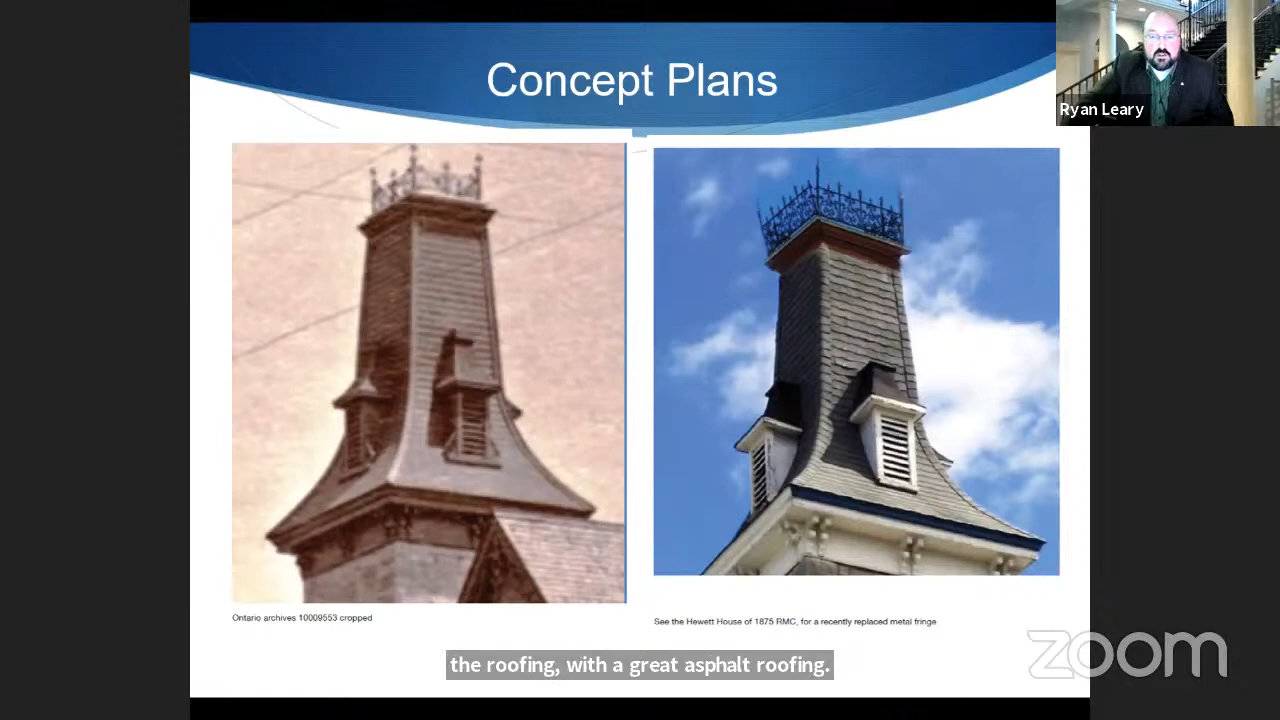 Concept Plans
Ryan Leary
Ontario archives 10009553 cropped
See the Hewett House of 1875 RMC, for a recently replaced metal fringe
the roofing, with a great asphalt roofing.
zoom